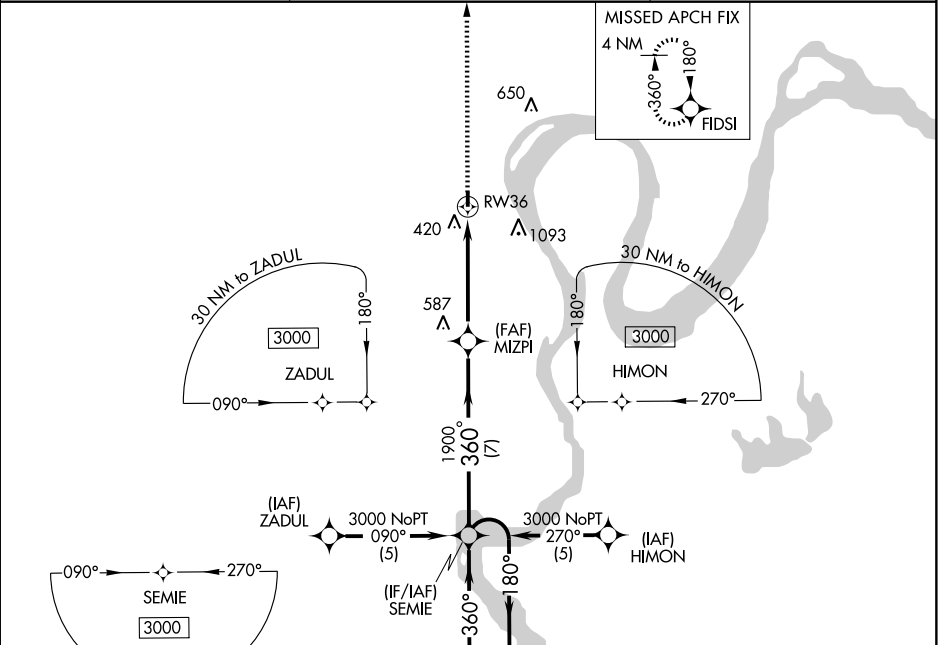 MISSED APCH FIX
4 NM
180°
360°
FIDSI
650
RW36
420
1093
30 NM to ZADUL
180°
3000
ZADUL
090°
587
(FAF)
MIZPI
30 NM to HIMON
180°
3000
HIMON
270°
1900
360°
(7)
(IAF)
ZADUL
3000 NoPT
090°
(5)
3000 NoPT
270°
(5)
(IAF)
HIMON
(IF/IAF)
SEMIE
360°
180°
090°
270°
SEMIE
3000